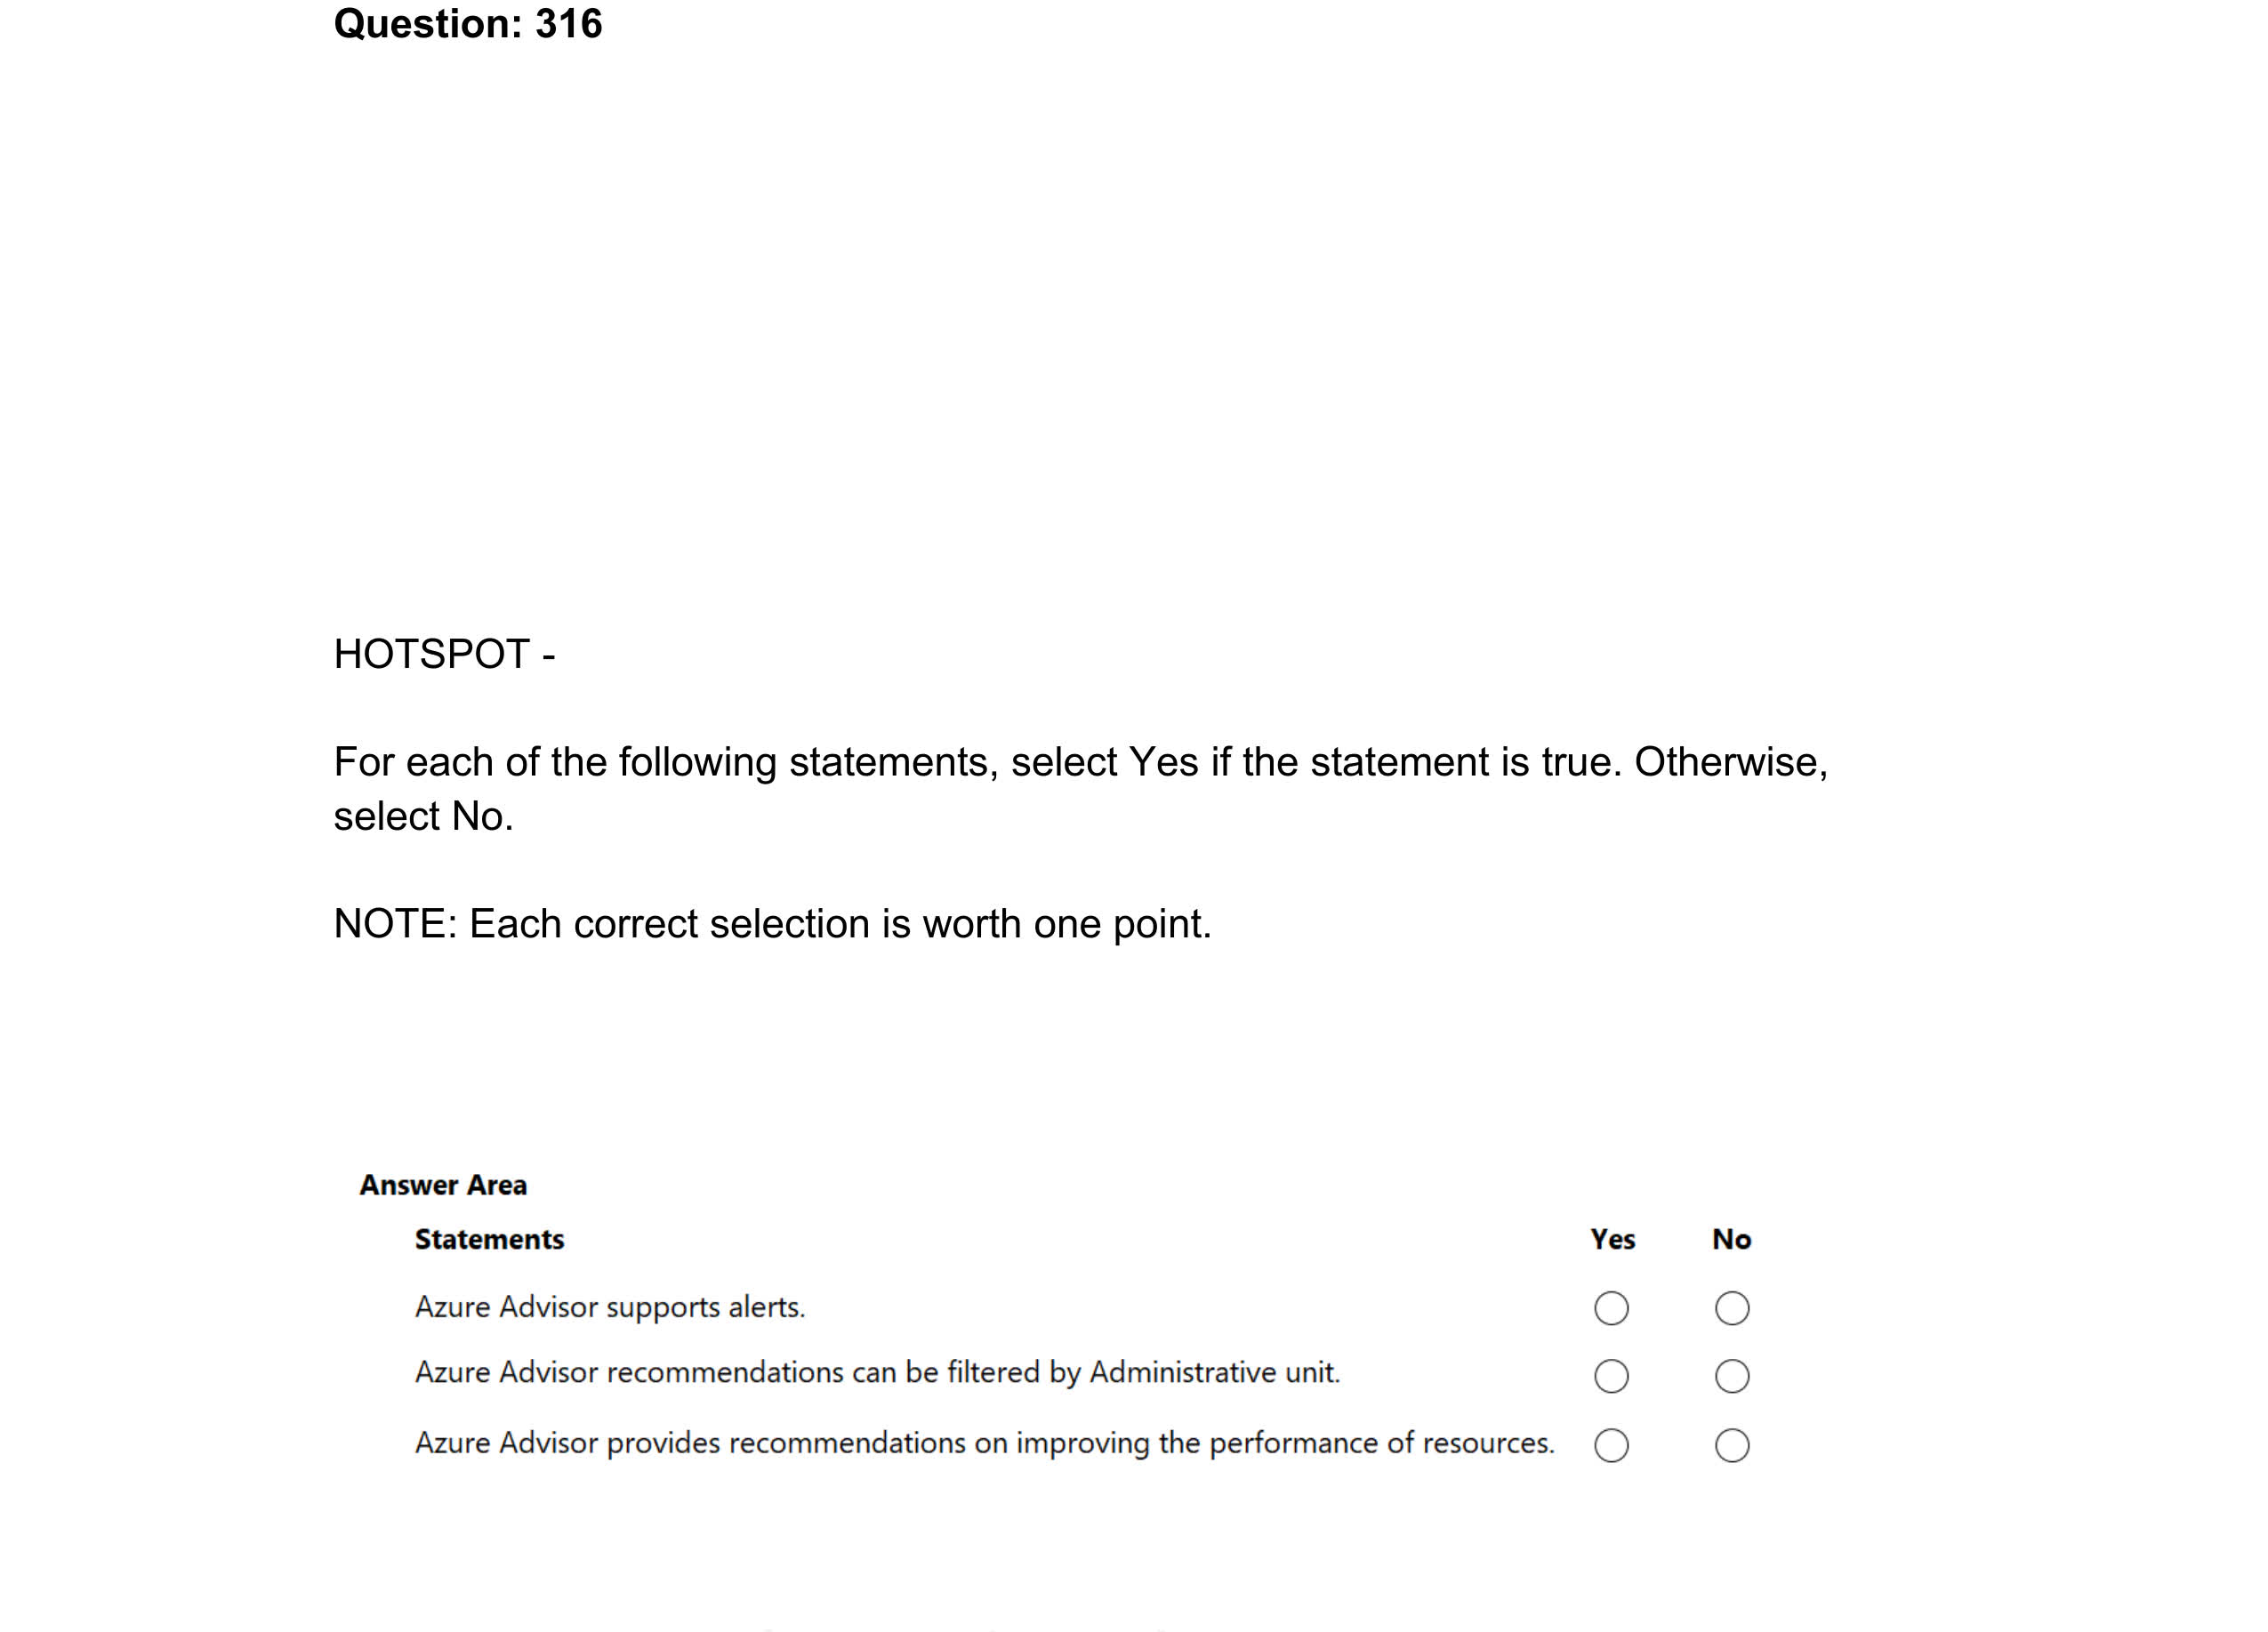 Question: 316
HOTSPOT -
For each of the following statements, select Yes if the statement is true. Otherwise,
select No.
NOTE: Each correct selection is worth one point.
Answer Area
Statements Yes No
Azure Advisor supports alerts.
Azure Advisor recommendations can be filtered by Administrative unit.
Azure Advisor provides recommendations on improving the performance of resources.